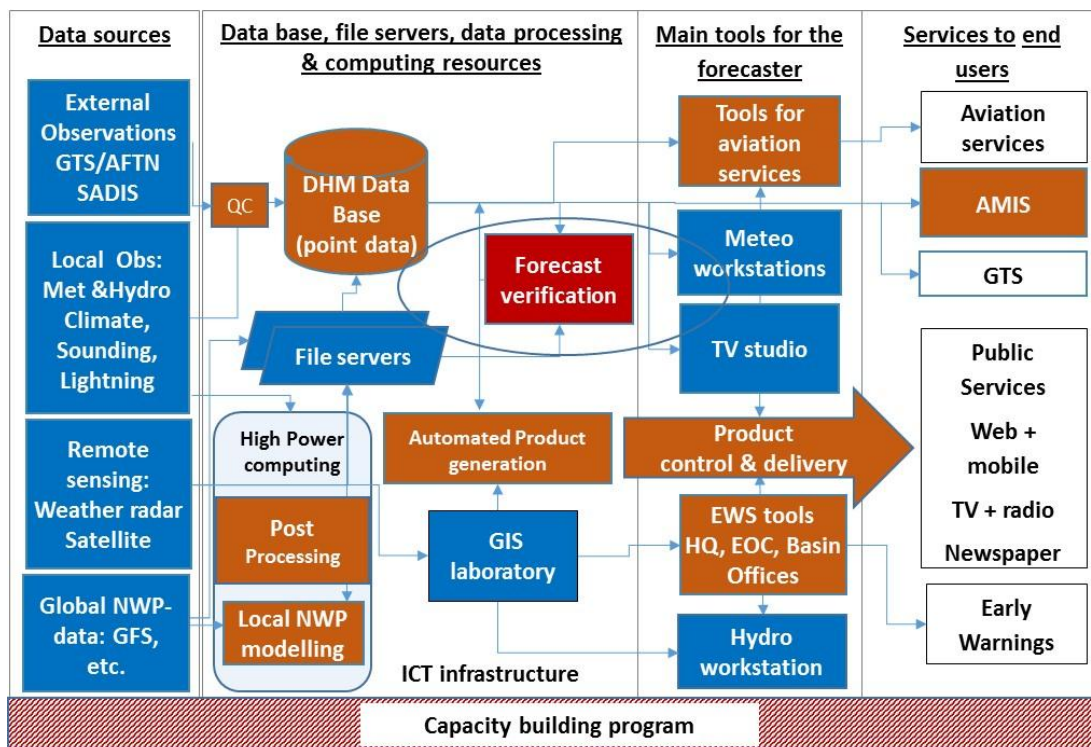 Data sources
External
Observations
GTS/AFTN
SADIS
Local Obs:
Met &Hydro
Climate,
Sounding,
Lightning
Remote
sensing:
Weather radar
Satellite
Global NWP-
data: GFS,
etc.
Data base, file servers, data processing
& computing resources
QC
DHM Data
Base
(point data)
Forecast
verification
File servers
High Power
computing
Automated Product
generation
Post
Processing
GIS
laboratory
Local NWP
modelling
ICT infrastructure
Main tools for the
forecaster
Tools for
aviation
services
Meteo
workstations
TV studio
Product
control & delivery
EWS tools
HQ, EOC, Basin
Offices
Hydro
workstation
Services to end
users
Aviation
services
AMIS
GTS
Public
Services
Web +
mobile
TV + radio
Newspaper
Early
Warnings
Capacity building program